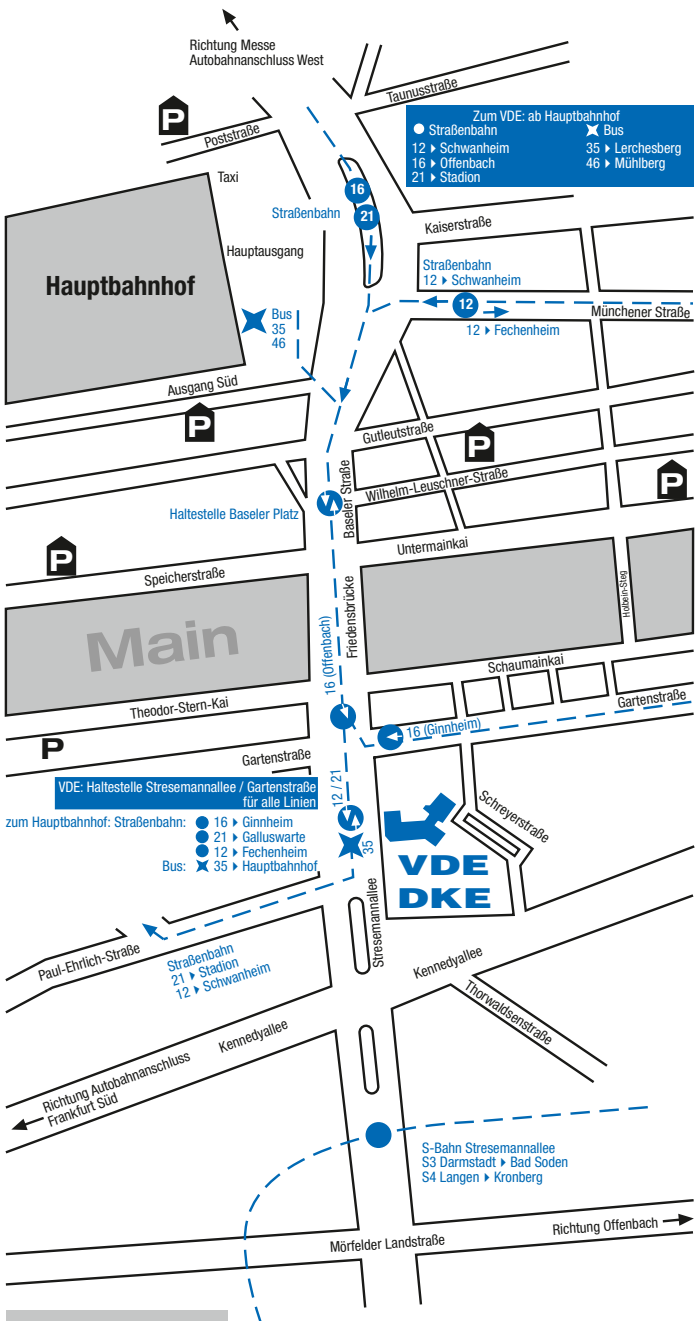 Richtung Messe
Autobahnanschluss West
Taunusstraße
P
Poststraße
Zum VDE: ab Hauptbahnhof
Straßenbahn
Bus
12 ▸ Schwanheim
35 ▸ Lerchesberg
16 ▸ Offenbach
46 ▸ Mühlberg
21 ▸ Stadion
Taxi
16
21
Straßenbahn
Kaiserstraße
Hauptausgang
Hauptbahnhof
Straßenbahn
12 ▸ Schwanheim
12
Münchener Straße
12 ▸ Fechenheim
Bus
35
46
Ausgang Süd
P
Gutleutstraße
P
Baseler Straße
Wilhelm-Leuschner-Straße
P
Haltestelle Baseler Platz
Untermainkai
P
Speicherstraße
Holbein-Steg
Friedensbrücke
Main
16 (Offenbach)
Schaumainkai
Gartenstraße
Theodor-Stern-Kai
16 (Ginnheim)
P
Gartenstraße
VDE: Haltestelle Stresemannallee / Gartenstraße
für alle Linien
12 / 21
Schreyerstraße
zum Hauptbahnhof: Straßenbahn:
16 ▸ Ginnheim
21 ▸ Galluswarte
12 ▸ Fechenheim
Bus:
35 ▸ Hauptbahnhof
35
VDE
DKE
Stresemannallee
Paul-Ehrlich-Straße
Straßenbahn
21 ▸ Stadion
12 ▸ Schwanheim
Kennedyallee
Thorwaldsenstraße
Kennedyallee
Richtung Autobahnanschluss
Frankfurt Süd
S-Bahn Stresemannallee
S3 Darmstadt ▸ Bad Soden
S4 Langen ▸ Kronberg
Richtung Offenbach
Mörfelder Landstraße